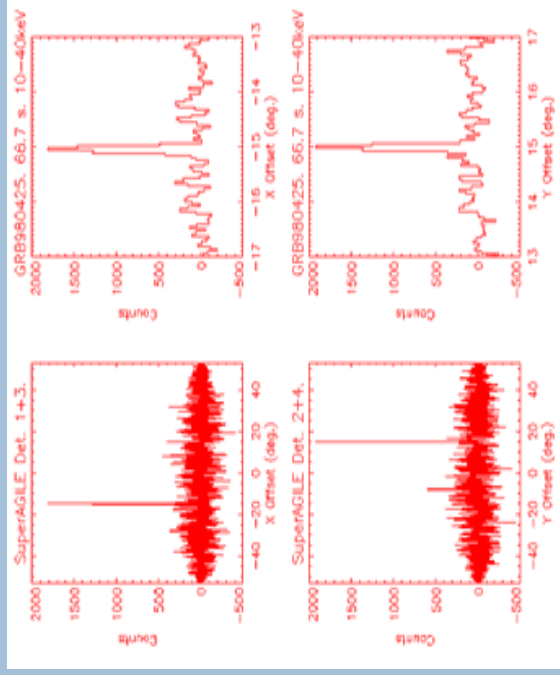 SuperAGILE Det. 1+3.
2000
1500
1000
500
0
-500
Counts
-40 -20 0 20 40
X Offset (deg.)
GRB980425. 66.7 s. 10-40keV
2000
1500
1000
500
0
-500
Counts
-17 -16 -15 -14 -13
X Offset (deg.)
SuperAGILE Det. 2+4.
2000
1500
1000
500
0
-500
Counts
-40 -20 0 20 40
Y Offset (deg.)
GRB980425. 66.7 s. 10-40keV
2000
1500
1000
500
0
-500
Counts
13 14 15 16 17
Y Offset (deg.)